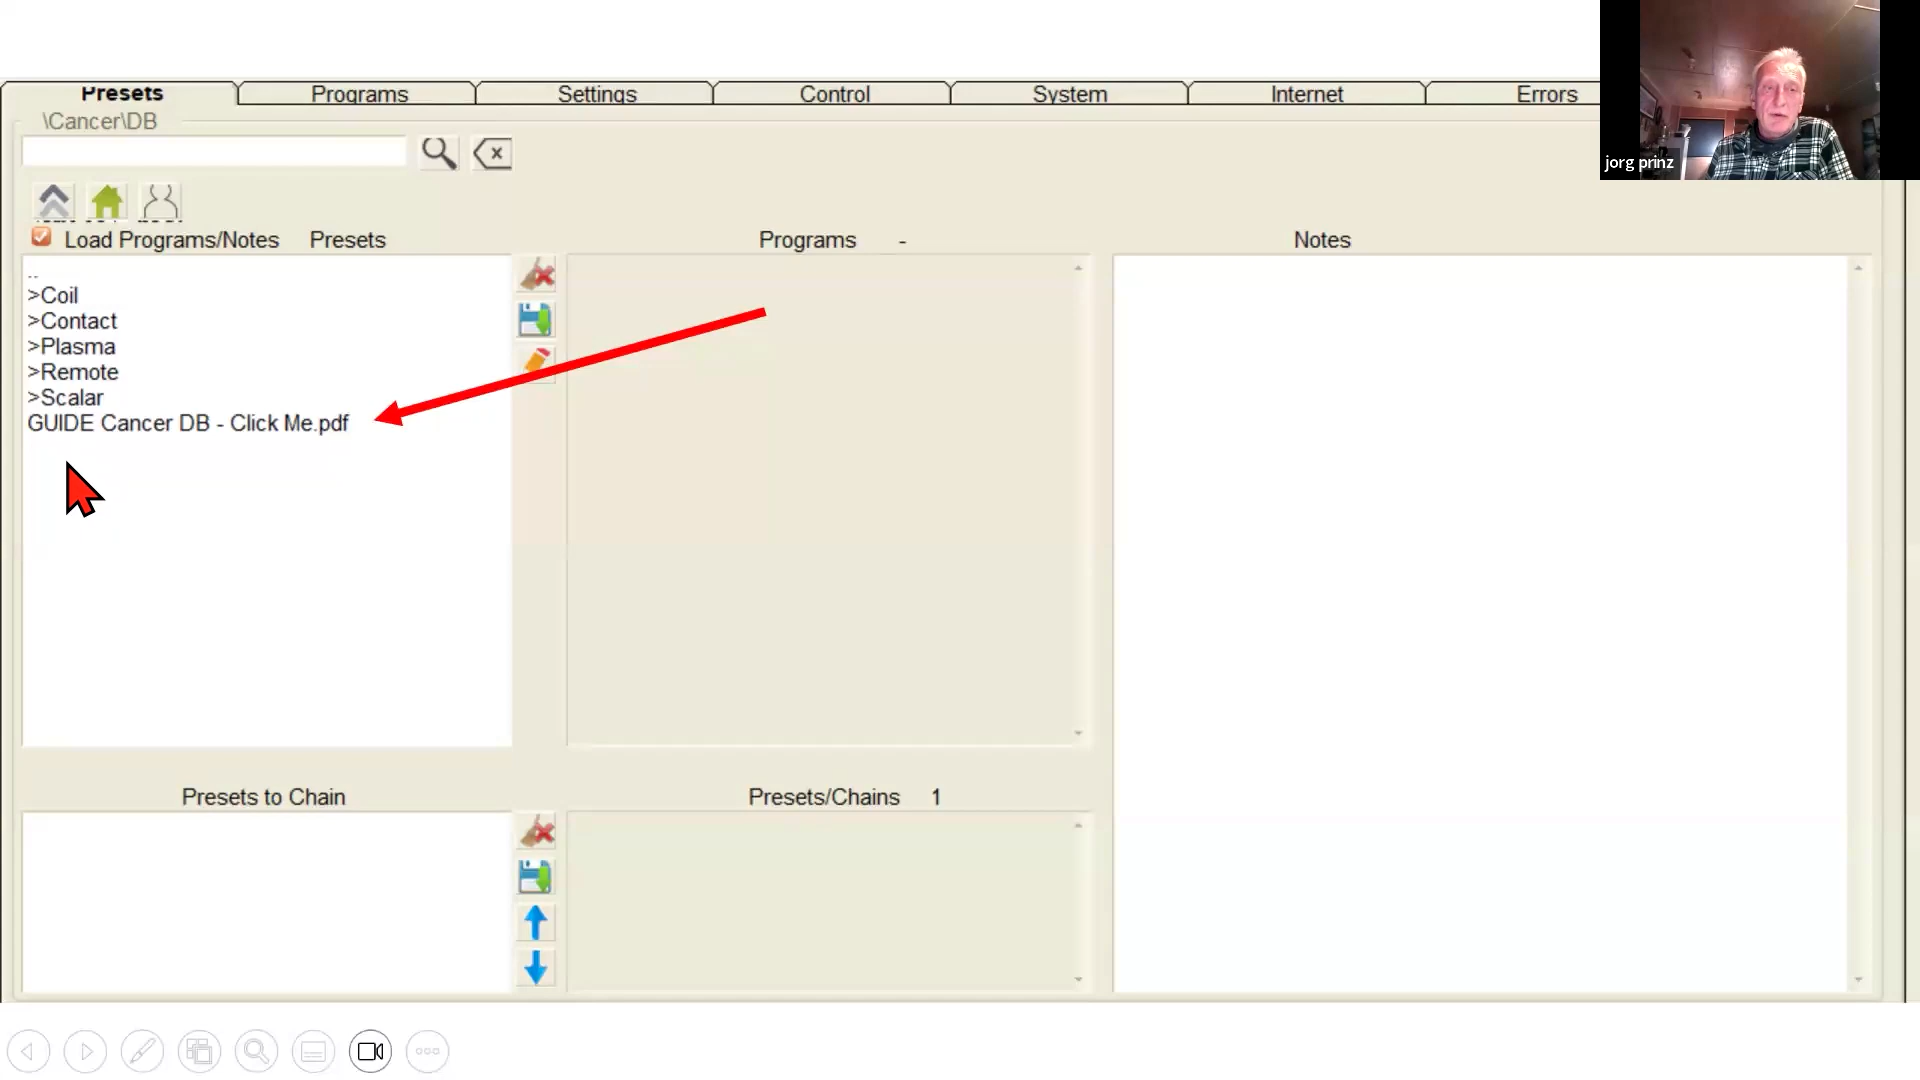 Presets Programs Settings Control System Internet Errors
\Cancer\DB
jorg prinz
Load Programs/Notes Presets Programs - Notes
..
>Coil
>Contact
>Plasma
>Remote
>Scalar
GUIDE Cancer DB - Click Me.pdf
Presets to Chain Presets/Chains 1